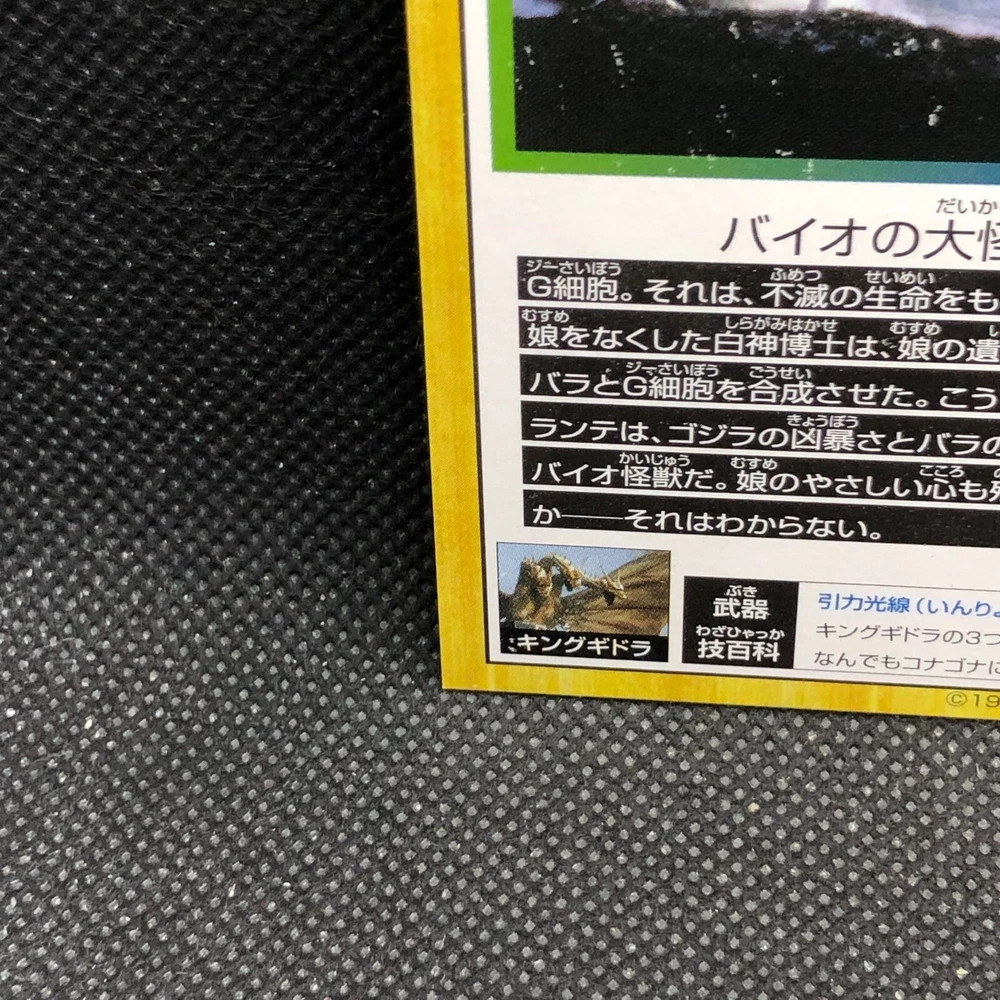 だいか
バイオの大怪
ジーさいぼう ふめつ せいめい
G細胞。それは、不滅の生命をも
むすめ しらがみはかせ むすめ
娘をなくした白神博士は、娘の遺
ジーさいぼう ごうせい
バラとG細胞を合成させた。こう
きょうぼう
ランテは、ゴジラの凶暴さとバラの
かいじゅう むすめ こころ
バイオ怪獣だ。娘のやさしい心も残
か――それはわからない。
キングギドラ
ぶき
武器
わざひゃっか
技百科
引力光線(いんりょ
キングギドラの3つ
なんでもコナゴナに
©19